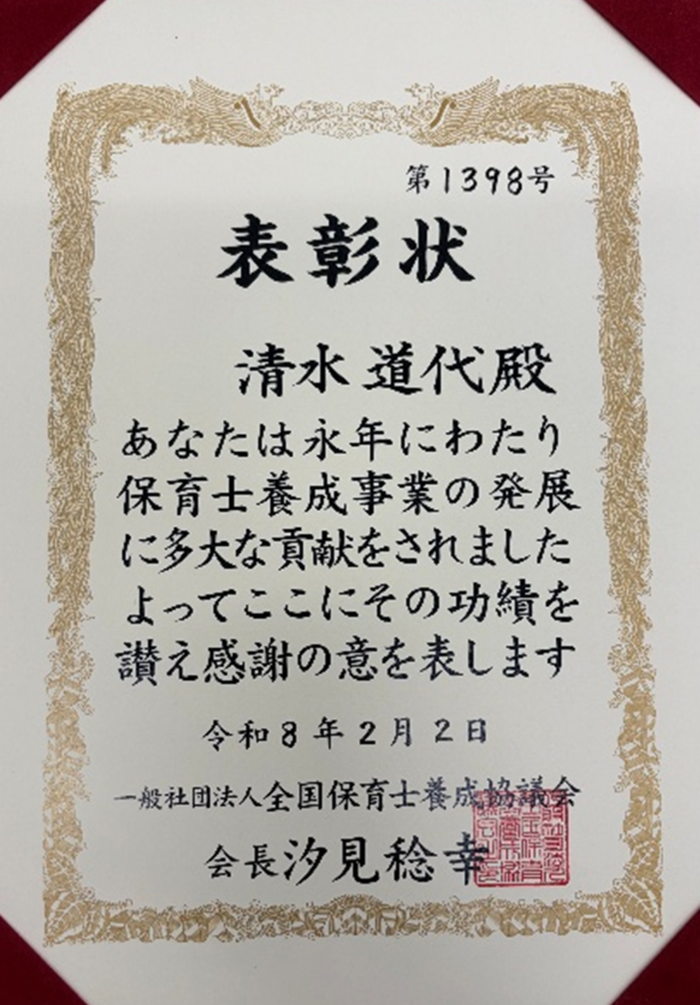 第1398号
表彰状
清水 道代殿
あなたは永年にわたり
保育士養成事業の発展
に多大な貢献をされました
よってここにその功績を
讃え感謝の意を表します
令和8年2月2日
一般社団法人全国保育士養成協議会
会長 汐見稔幸